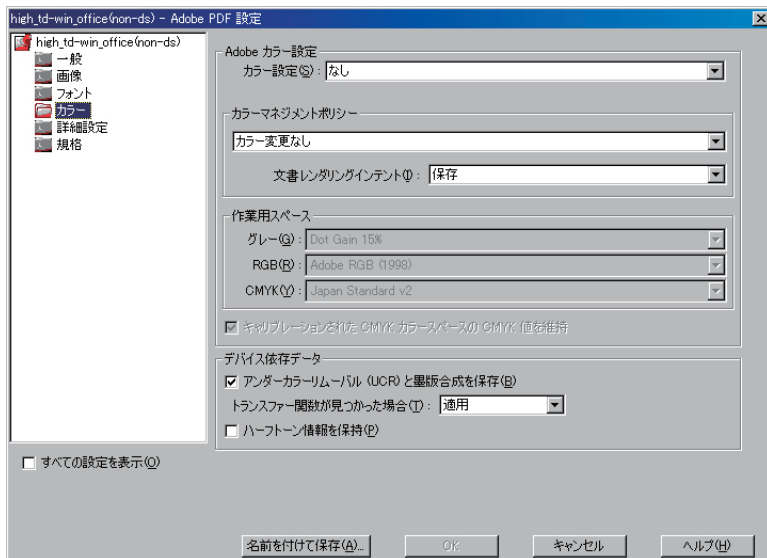 high_td-win_office(non-ds) - Adobe PDF 設定
high_td-win_office(non-ds)
一般
画像
フォント
カラー
詳細設定
規格
すべての設定を表示(O)
Adobe カラー設定
カラー設定(S): なし
カラーマネジメントポリシー
カラー変更なし
文書レンダリングインテント(I): 保存
作業用スペース
グレー(G): Dot Gain 15%
RGB(R): Adobe RGB (1998)
CMYK(Y): Japan Standard v2
キャリブレーションされた CMYK カラースペースの CMYK 値を維持
デバイス依存データ
アンダーカラーリムーバル (UCR) と墨版合成を保存(B)
トランスファー関数が見つかった場合(T): 適用
ハーフトーン情報を保持(P)
名前を付けて保存(A)... OK キャンセル ヘルプ(H)